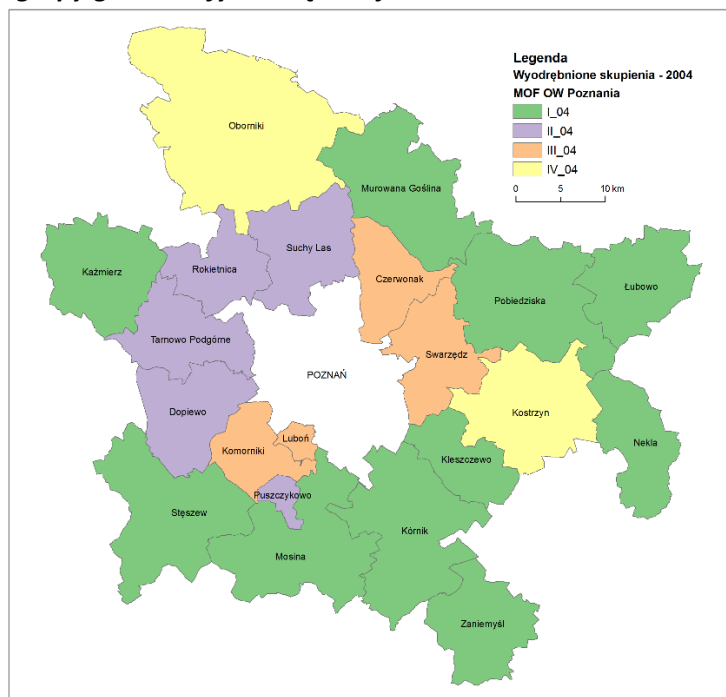 Legenda
Wyodrębnione skupienia - 2004
MOF OW Poznania
I_04
II_04
III_04
IV_04
0 5 10 km
Oborniki
Murowana Goślina
Suchy Las
Rokietnica
Kaźmierz
Czerwonak
Pobiedziska
Łubowo
Tarnowo Podgórne
Swarzędz
POZNAŃ
Dopiewo
Kostrzyn
Luboń
Komorniki
Nekla
Kleszczewo
Puszczykowo
Stęszew
Kórnik
Mosina
Zaniemyśl